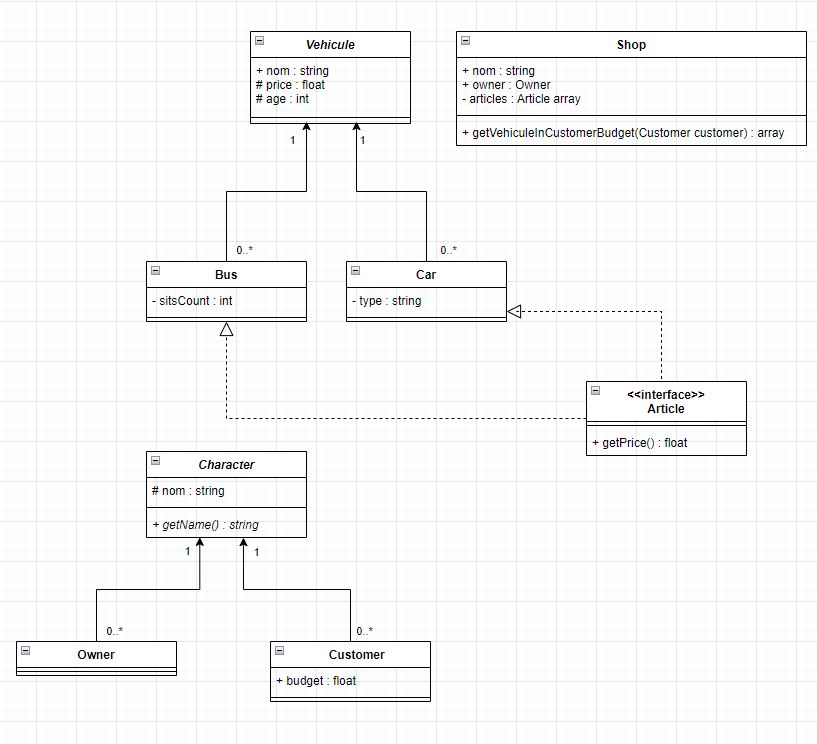 Vehicule
+ nom : string
# price : float
# age : int
Shop
+ nom : string
+ owner : Owner
- articles : Article array
+ getVehiculeInCustomerBudget(Customer customer) : array
1
1
0..*
0..*
Bus
- sitsCount : int
Car
- type : string
<<interface>>
Article
+ getPrice() : float
Character
# nom : string
+ getName() : string
1
1
0..*
0..*
Owner
Customer
+ budget : float